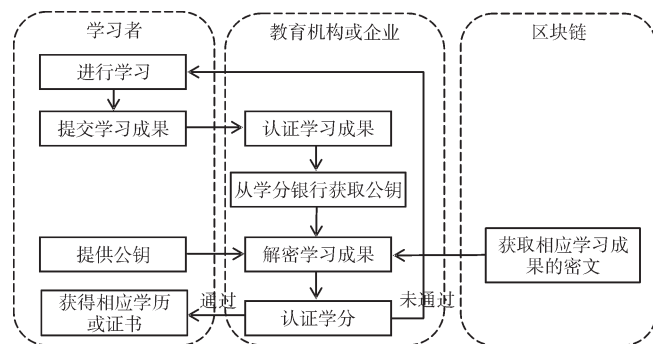 学习者
教育机构或企业
区块链
进行学习
提交学习成果
认证学习成果
从学分银行获取公钥
提供公钥
解密学习成果
获取相应学习成
果的密文
获得相应学历
或证书
通过
认证学分
未通过